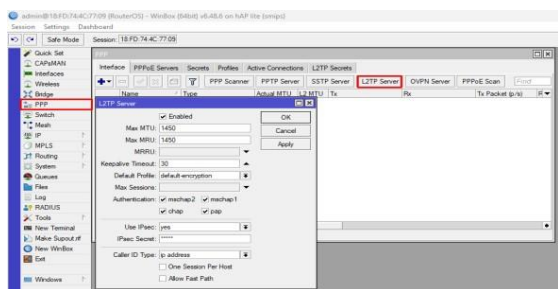 admin@18:FD:74:4C:77:09 (RouterOS) - WinBox (64bit) v6.48.6 on hAP lite (smips)
Session Settings Dashboard
Safe Mode Session: 18:FD:74:4C:77:09
Quick Set
CAPsMAN
Interfaces
Wireless
Bridge
PPP
Switch
Mesh
IP
MPLS
Routing
System
Queues
Files
Log
RADIUS
Tools
New Terminal
Make Supout.rif
New WinBox
Exit
Windows
PPP
Interface PPPoE Servers Secrets Profiles Active Connections L2TP Secrets
PPP Scanner PPTP Server SSTP Server L2TP Server OVPN Server PPPoE Scan Find
Name Type Actual MTU L2 MTU Tx Rx Tx Packet (p/s)
L2TP Server
Enabled
Max MTU: 1450
Max MRU: 1450
MRRU:
Keepalive Timeout: 30
Default Profile: default-encryption
Max Sessions:
Authentication: mschap2 mschap1
chap pap
Use IPsec: yes
IPsec Secret: *****
Caller ID Type: ip address
One Session Per Host
Allow Fast Path
OK
Cancel
Apply